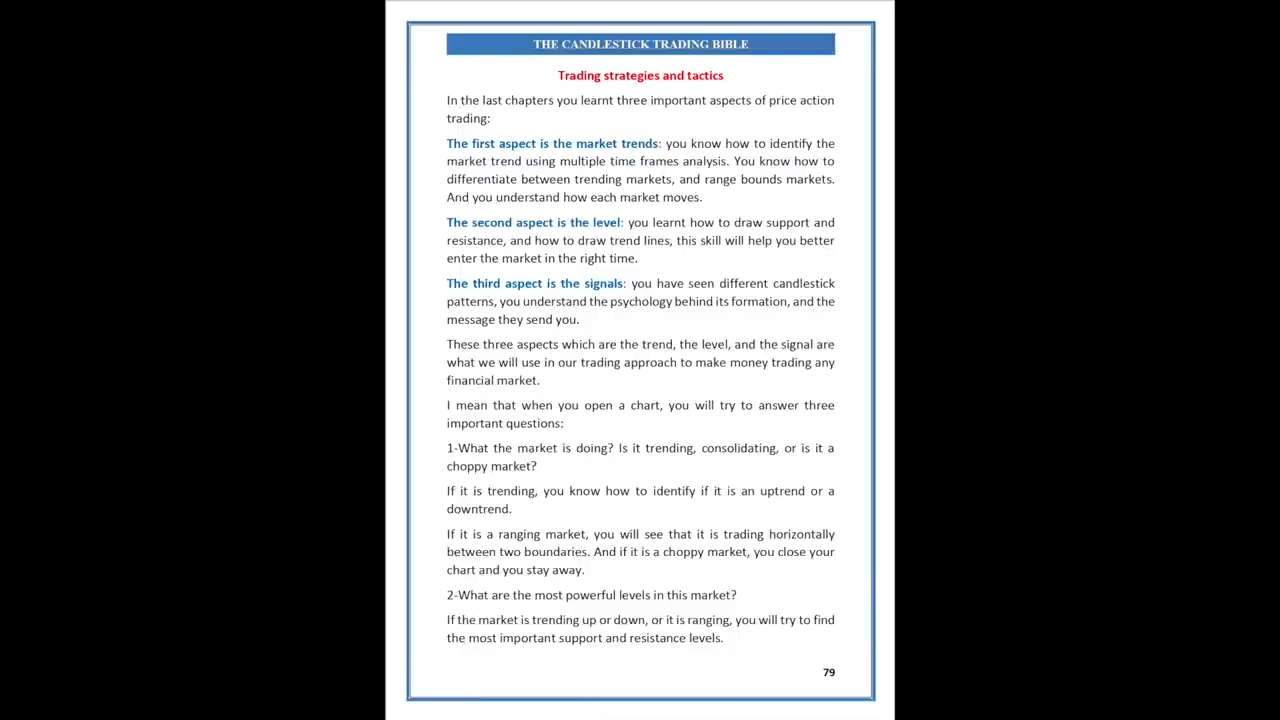 THE CANDLESTICK TRADING BIBLE
Trading strategies and tactics
In the last chapters you learnt three important aspects of price action
trading:
The first aspect is the market trends: you know how to identify the
market trend using multiple time frames analysis. You know how to
differentiate between trending markets, and range bounds markets.
And you understand how each market moves.
The second aspect is the level: you learnt how to draw support and
resistance, and how to draw trend lines, this skill will help you better
enter the market in the right time.
The third aspect is the signals: you have seen different candlestick
patterns, you understand the psychology behind its formation, and the
message they send you.
These three aspects which are the trend, the level, and the signal are
what we will use in our trading approach to make money trading any
financial market.
I mean that when you open a chart, you will try to answer three
important questions:
1-What the market is doing? Is it trending, consolidating, or is it a
choppy market?
If it is trending, you know how to identify if it is an uptrend or a
downtrend.
If it is a ranging market, you will see that it is trading horizontally
between two boundaries. And if it is a choppy market, you close your
chart and you stay away.
2-What are the most powerful levels in this market?
If the market is trending up or down, or it is ranging, you will try to find
the most important support and resistance levels.
79